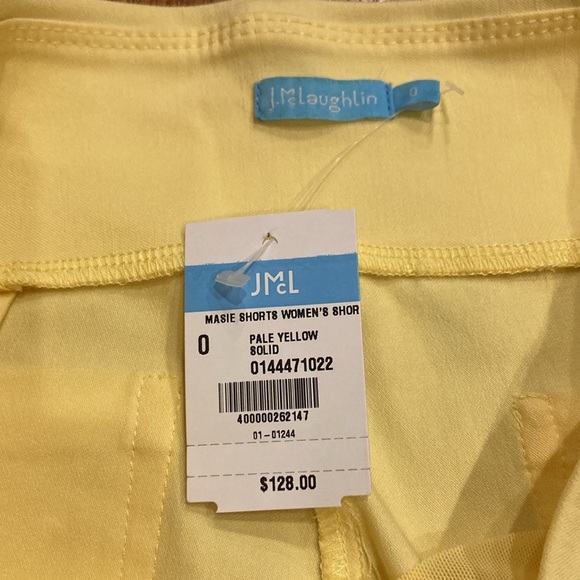 J.McLaughlin
0
JMcL
MASIE SHORTS WOMEN'S SHOR
0
PALE YELLOW
SOLID
0144471022
400000262147
01-01244
$128.00